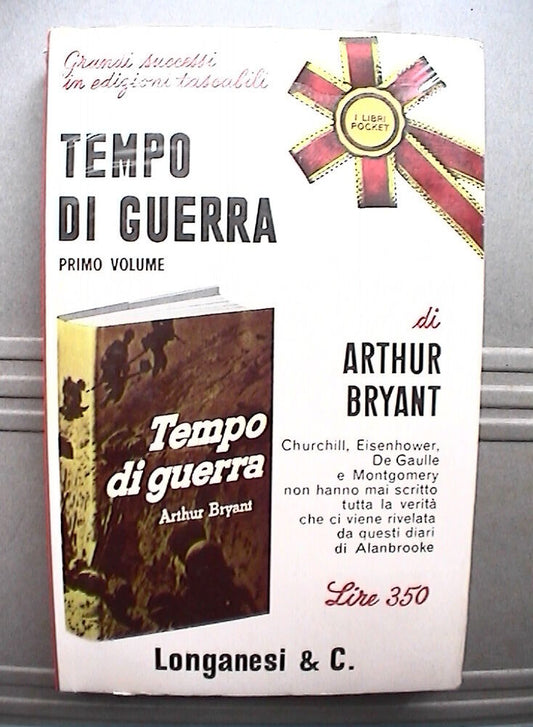 Grandi successi
in edizioni tascabili
I LIBRI
POCKET
TEMPO
DI GUERRA
PRIMO VOLUME
di
ARTHUR
BRYANT
Tempo
di guerra
Arthur Bryant
Churchill, Eisenhower,
De Gaulle
e Montgomery
non hanno mai scritto
tutta la verità
che ci viene rivelata
da questi diari
di Alanbrooke
Lire 350
Longanesi & C.